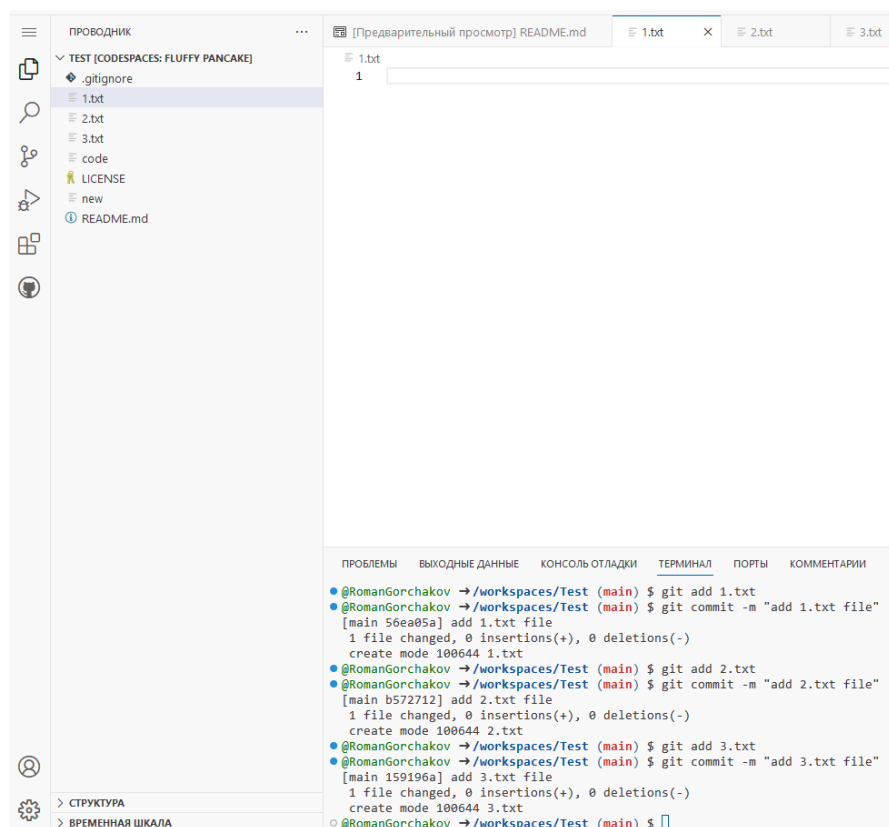 ПРОВОДНИК ···
TEST [CODESPACES: FLUFFY PANCAKE]
.gitignore
1.txt
2.txt
3.txt
code
LICENSE
new
README.md
СТРУКТУРА
ВРЕМЕННАЯ ШКАЛА
[Предварительный просмотр] README.md 1.txt 2.txt 3.txt
1.txt
1
ПРОБЛЕМЫ ВЫХОДНЫЕ ДАННЫЕ КОНСОЛЬ ОТЛАДКИ ТЕРМИНАЛ ПОРТЫ КОММЕНТАРИИ
@RomanGorchakov ➜ /workspaces/Test (main) $ git add 1.txt
@RomanGorchakov ➜ /workspaces/Test (main) $ git commit -m "add 1.txt file"
[main 56ea05a] add 1.txt file
1 file changed, 0 insertions(+), 0 deletions(-)
create mode 100644 1.txt
@RomanGorchakov ➜ /workspaces/Test (main) $ git add 2.txt
@RomanGorchakov ➜ /workspaces/Test (main) $ git commit -m "add 2.txt file"
[main b572712] add 2.txt file
1 file changed, 0 insertions(+), 0 deletions(-)
create mode 100644 2.txt
@RomanGorchakov ➜ /workspaces/Test (main) $ git add 3.txt
@RomanGorchakov ➜ /workspaces/Test (main) $ git commit -m "add 3.txt file"
[main 159196a] add 3.txt file
1 file changed, 0 insertions(+), 0 deletions(-)
create mode 100644 3.txt
@RomanGorchakov ➜ /workspaces/Test (main) $